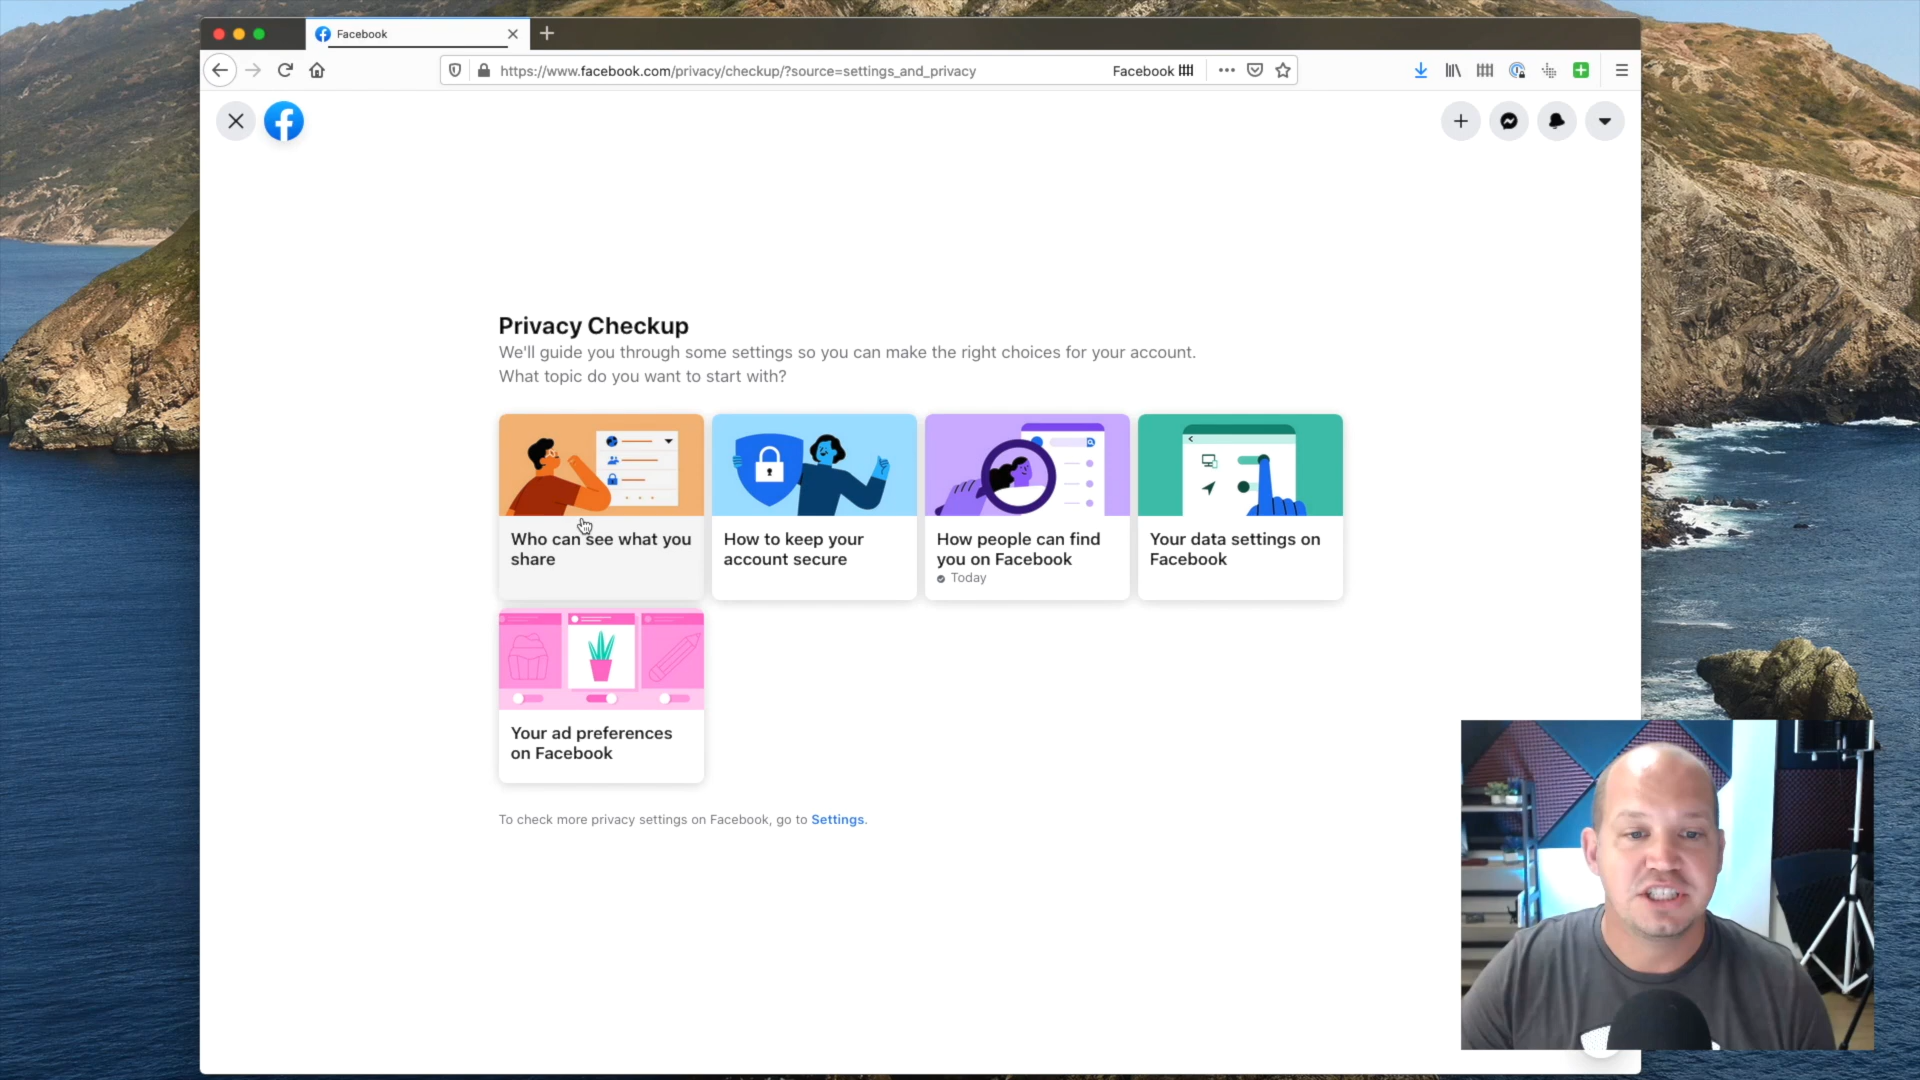 Facebook
https://www.facebook.com/privacy/checkup/?source=settings_and_privacy
Facebook
Privacy Checkup
We'll guide you through some settings so you can make the right choices for your account.
What topic do you want to start with?
Who can see what you
share
How to keep your
account secure
How people can find
you on Facebook
Today
Your data settings on
Facebook
Your ad preferences
on Facebook
To check more privacy settings on Facebook, go to Settings.